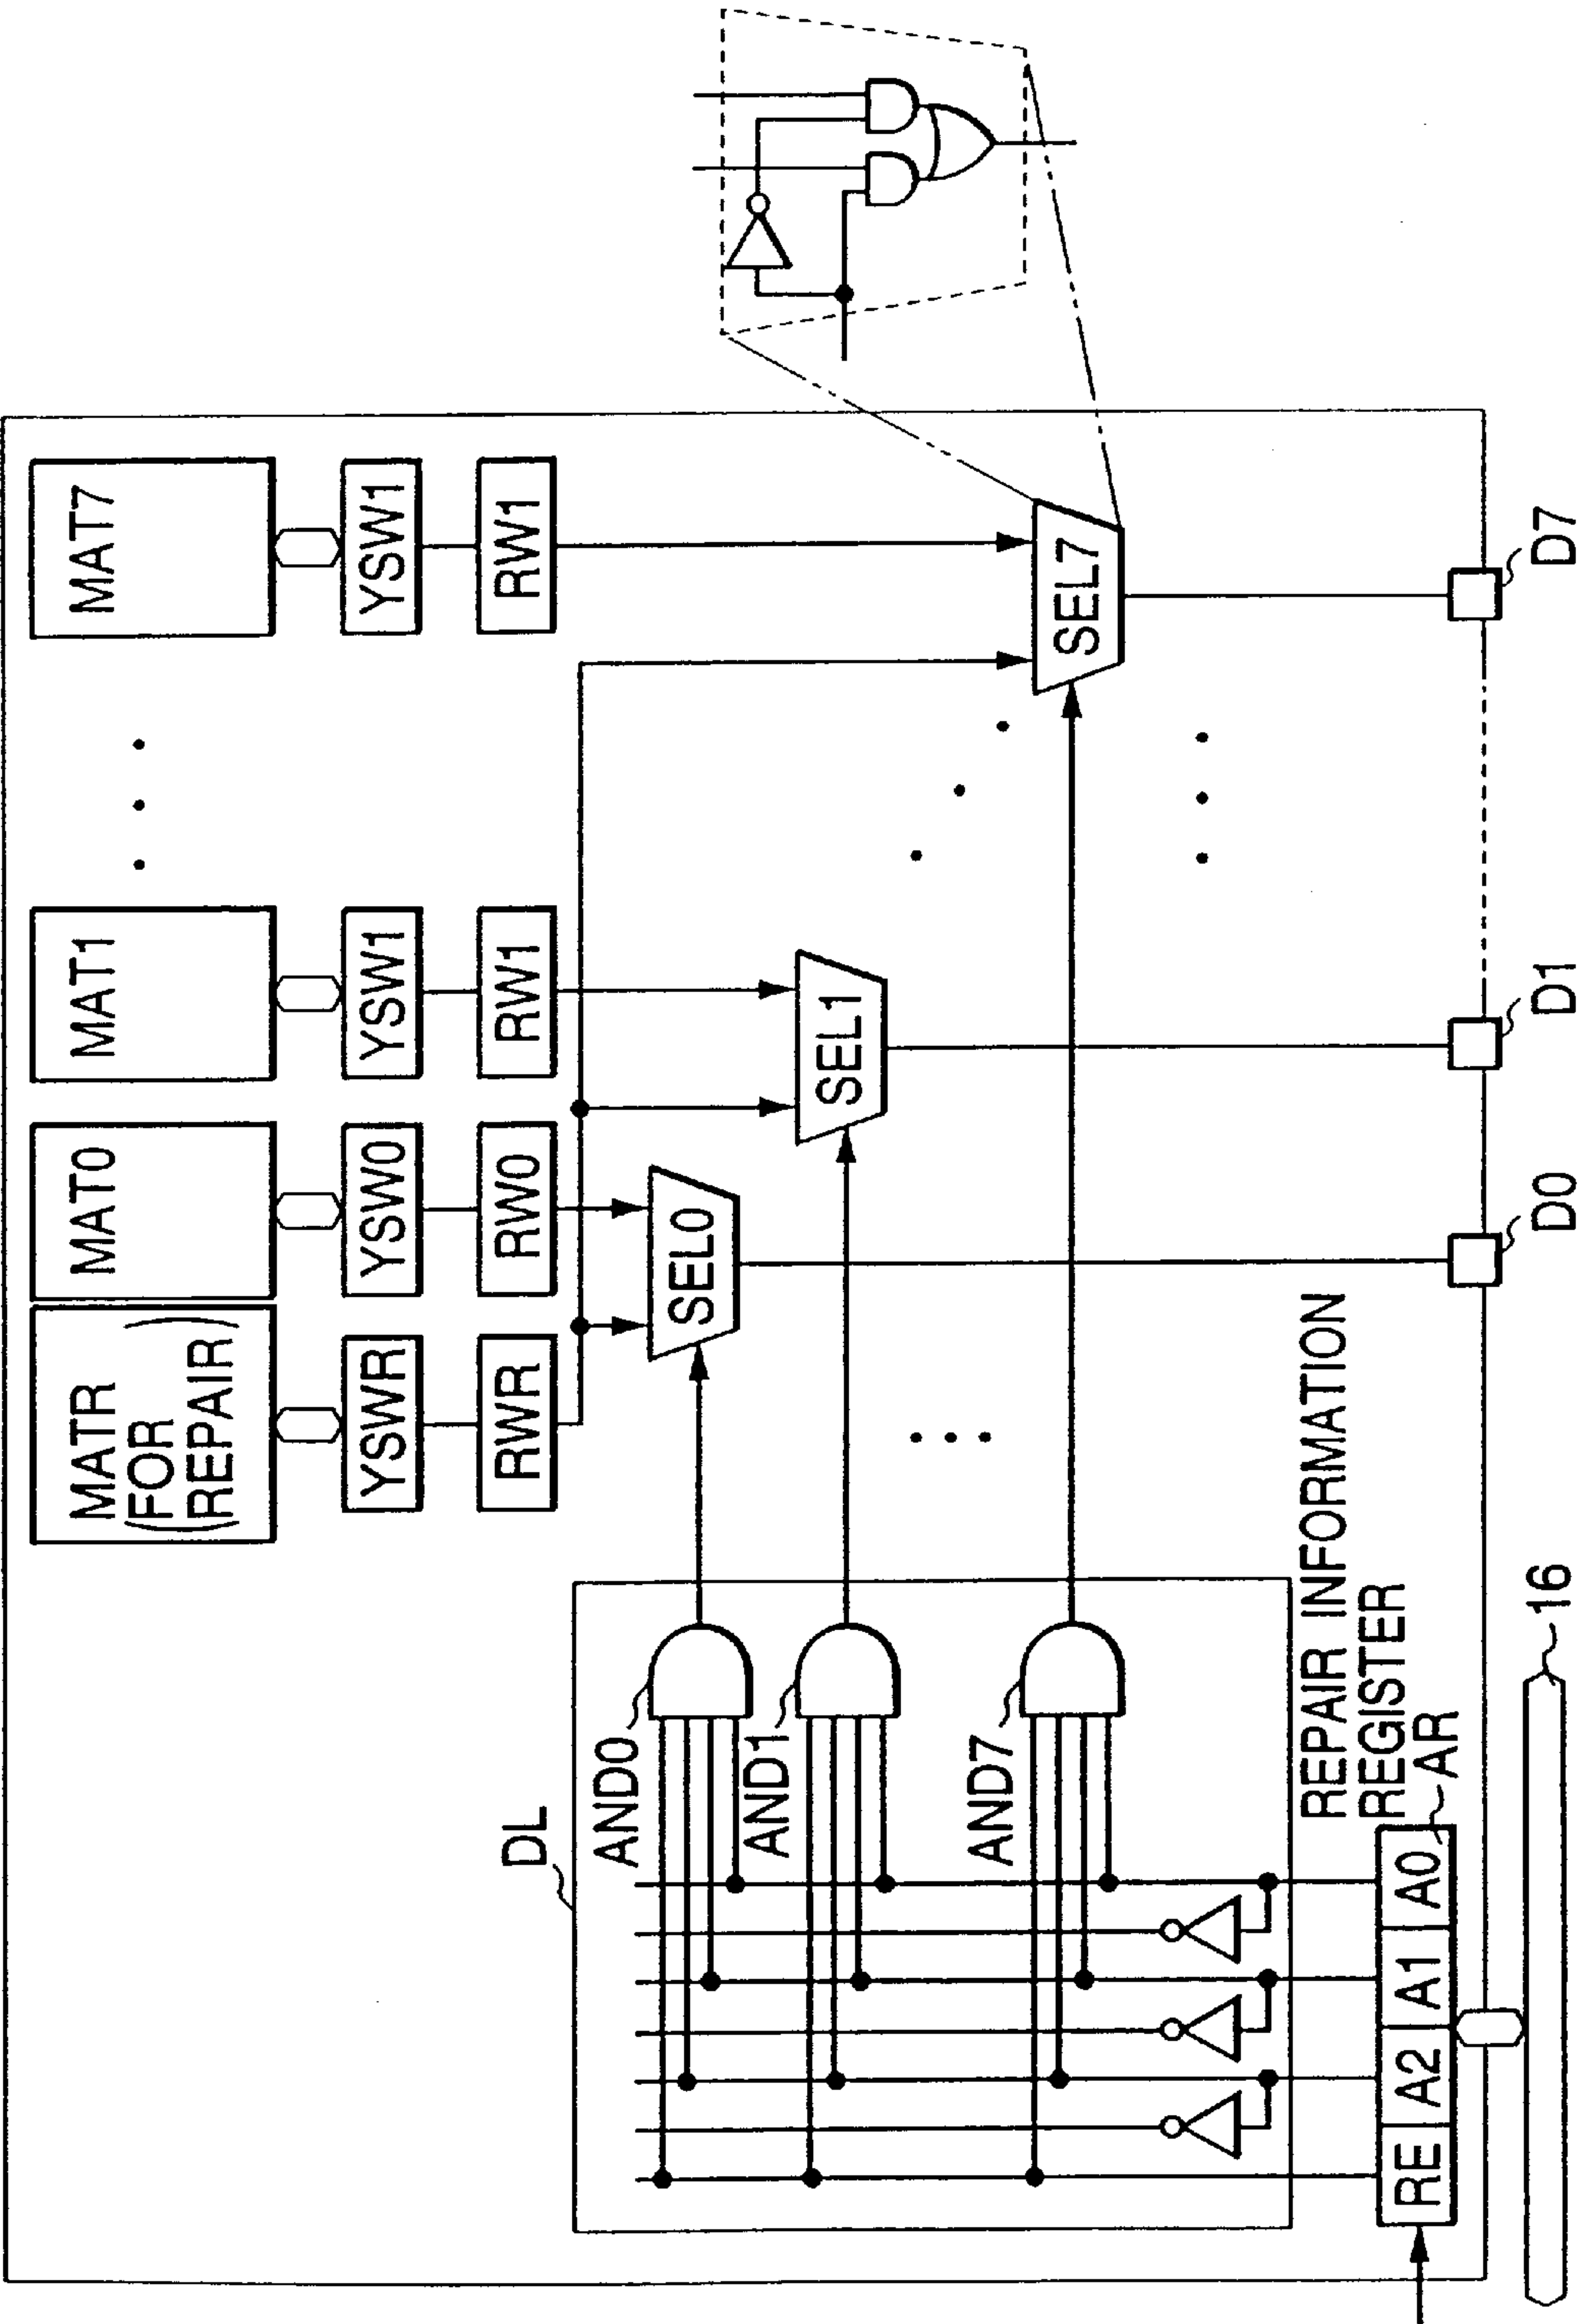 MATR
(FOR
REPAIR)
MAT0
MAT1
MAT7
YSWR
YSW0
YSW1
YSW1
RWR
RW0
RW1
RW1
SEL0
SEL1
SEL7
DL
AND0
AND1
AND7
REPAIR INFORMATION
REGISTER
AR
RE A2 A1 A0
D0
D1
D7
16